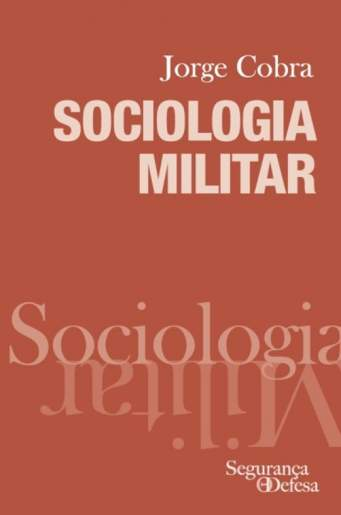 Jorge Cobra
SOCIOLOGIA
MILITAR
Sociologia
Militar
Segurança
e Defesa